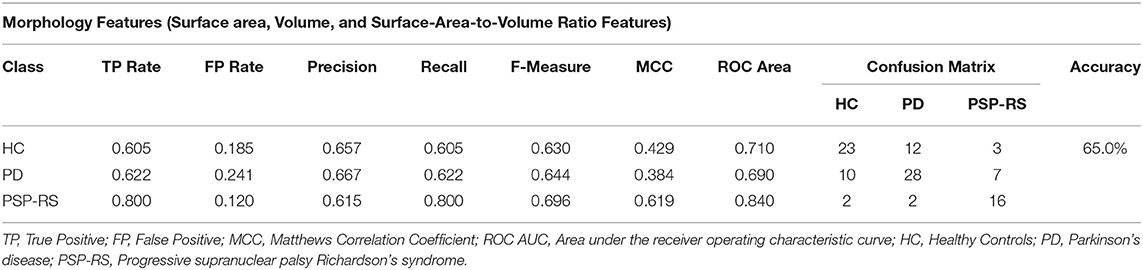 Morphology Features (Surface area, Volume, and Surface-Area-to-Volume Ratio Features)
Class TP Rate FP Rate Precision Recall F-Measure MCC ROC Area Confusion Matrix Accuracy
HC PD PSP-RS
HC 0.605 0.185 0.657 0.605 0.630 0.429 0.710 23 12 3 65.0%
PD 0.622 0.241 0.667 0.622 0.644 0.384 0.690 10 28 7
PSP-RS 0.800 0.120 0.615 0.800 0.696 0.619 0.840 2 2 16
TP, True Positive; FP, False Positive; MCC, Matthews Correlation Coefficient; ROC AUC, Area under the receiver operating characteristic curve; HC, Healthy Controls; PD, Parkinson's
disease; PSP-RS, Progressive supranuclear palsy Richardson's syndrome.